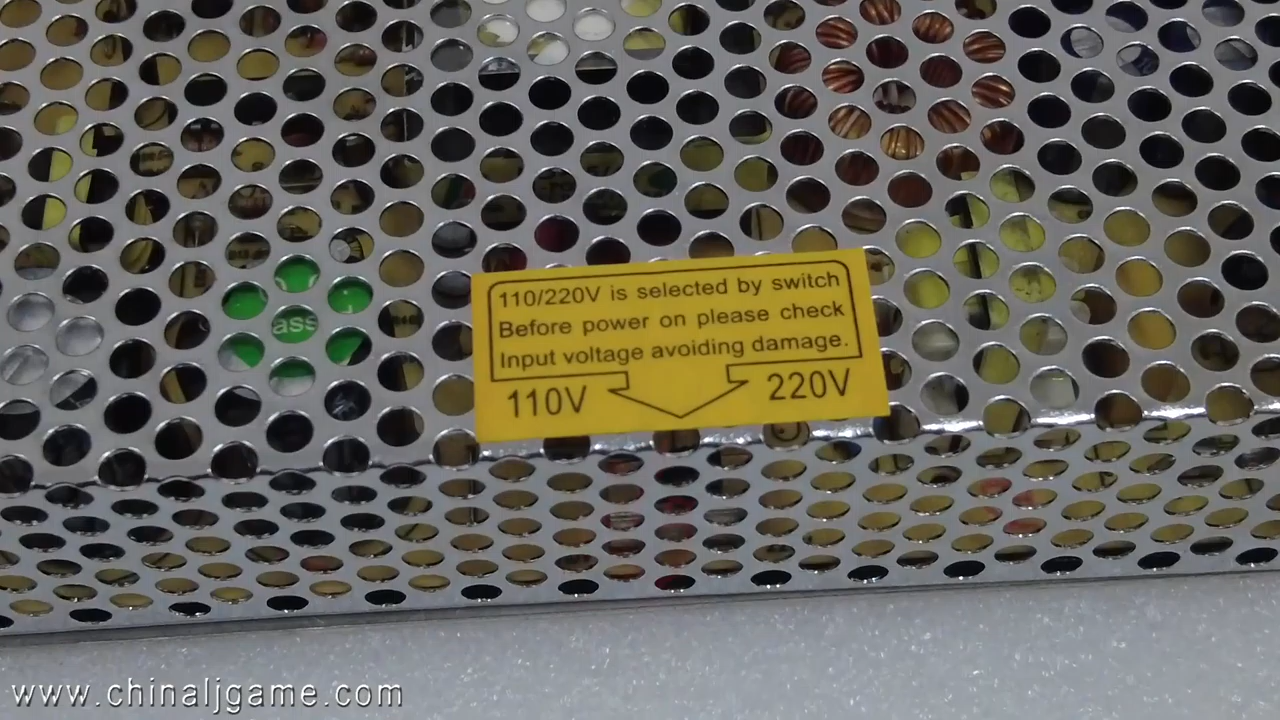 110/220V is selected by switch
Before power on please check
Input voltage avoiding damage.
110V 220V
ass
www.chinaljgame.com